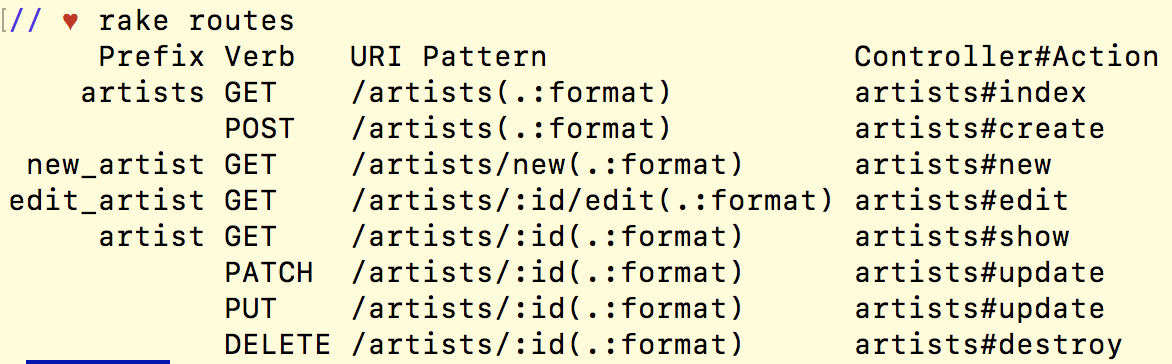 [// ♥ rake routes
Prefix Verb URI Pattern Controller#Action
artists GET /artists(.:format) artists#index
POST /artists(.:format) artists#create
new_artist GET /artists/new(.:format) artists#new
edit_artist GET /artists/:id/edit(.:format) artists#edit
artist GET /artists/:id(.:format) artists#show
PATCH /artists/:id(.:format) artists#update
PUT /artists/:id(.:format) artists#update
DELETE /artists/:id(.:format) artists#destroy